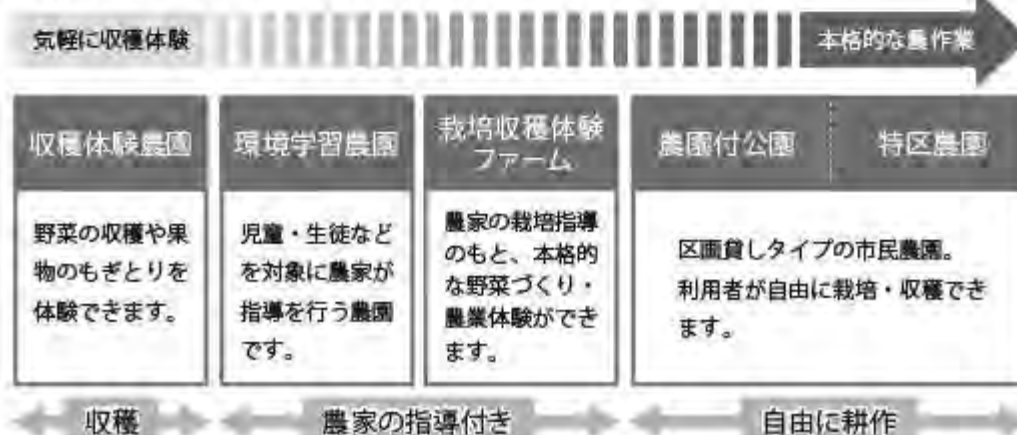 気軽に収穫体験
本格的な農作業
収穫体験農園
環境学習農園
栽培収穫体験
ファーム
農園付公園
特区農園
野菜の収穫や果
物のもぎとりを
体験できます。
児童・生徒など
を対象に農家が
指導を行う農園
です。
農家の栽培指導
のもと、本格的
な野菜づくり・
農業体験ができ
ます。
区画貸しタイプの市民農園。
利用者が自由に栽培・収穫でき
ます。
収穫
農家の指導付き
自由に耕作